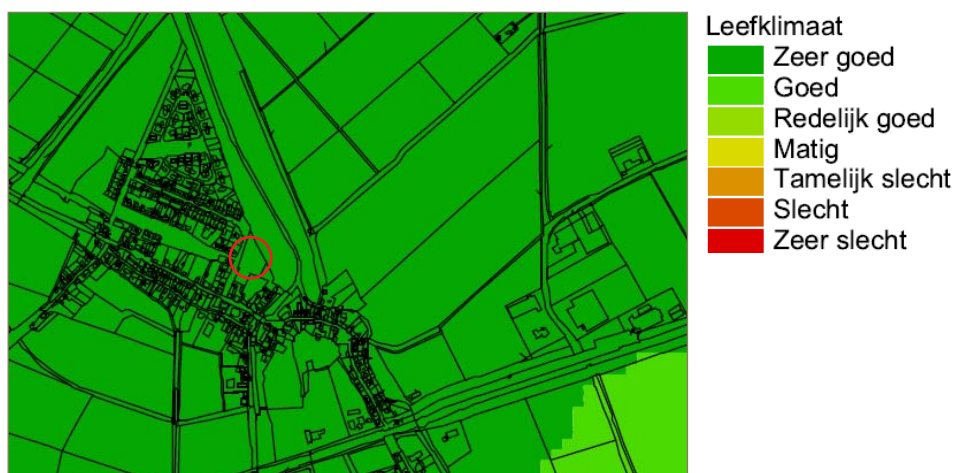 Leefklimaat
Zeer goed
Goed
Redelijk goed
Matig
Tamelijk slecht
Slecht
Zeer slecht